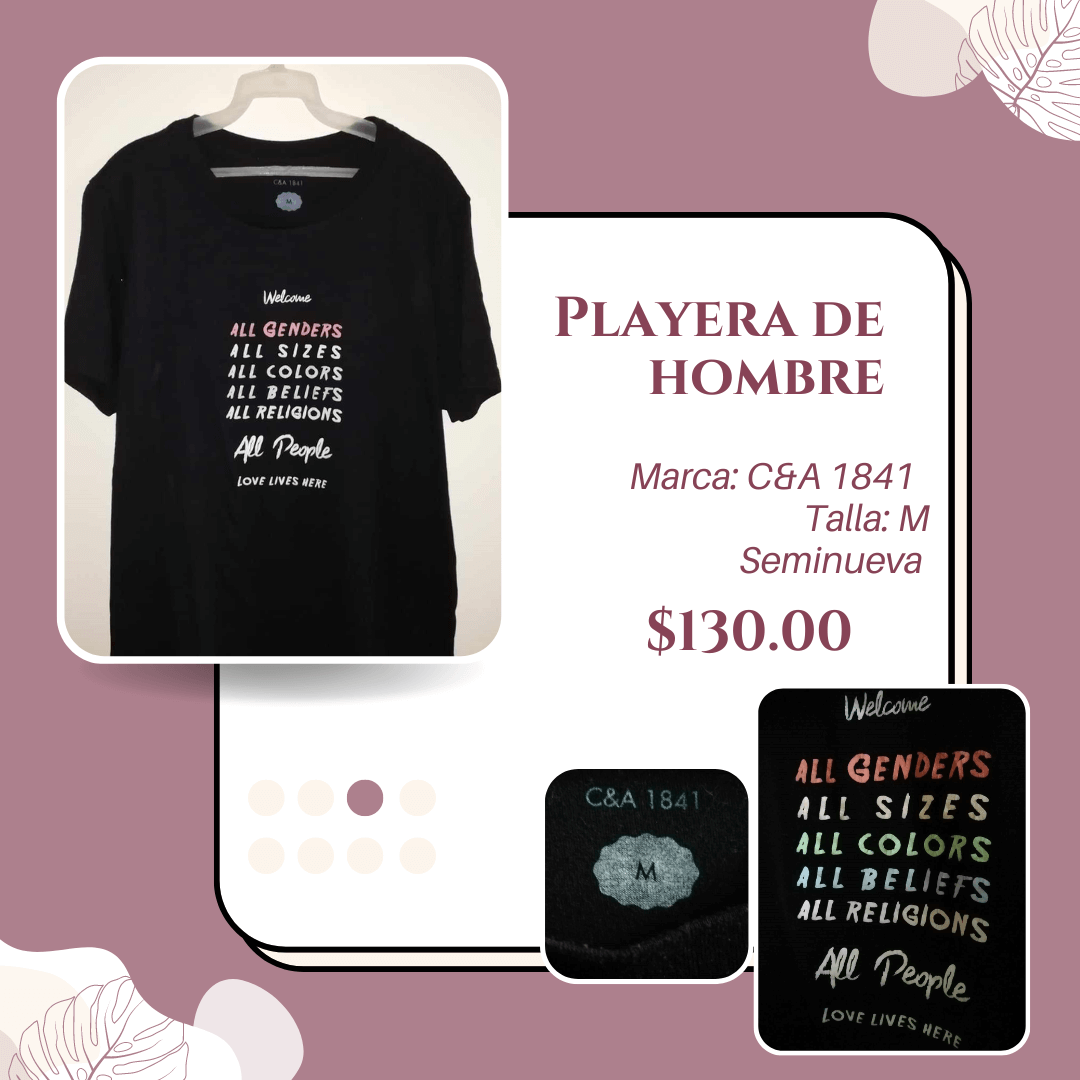 C&A 1841
M
Welcome
ALL GENDERS
ALL SIZES
ALL COLORS
ALL BELIEFS
ALL RELIGIONS
All People
LOVE LIVES HERE
PLAYERA DE
HOMBRE
Marca: C&A 1841
Talla: M
Seminueva
$130.00
C&A 1841
M
Welcome
ALL GENDERS
ALL SIZES
ALL COLORS
ALL BELIEFS
ALL RELIGIONS
All People
LOVE LIVES HERE